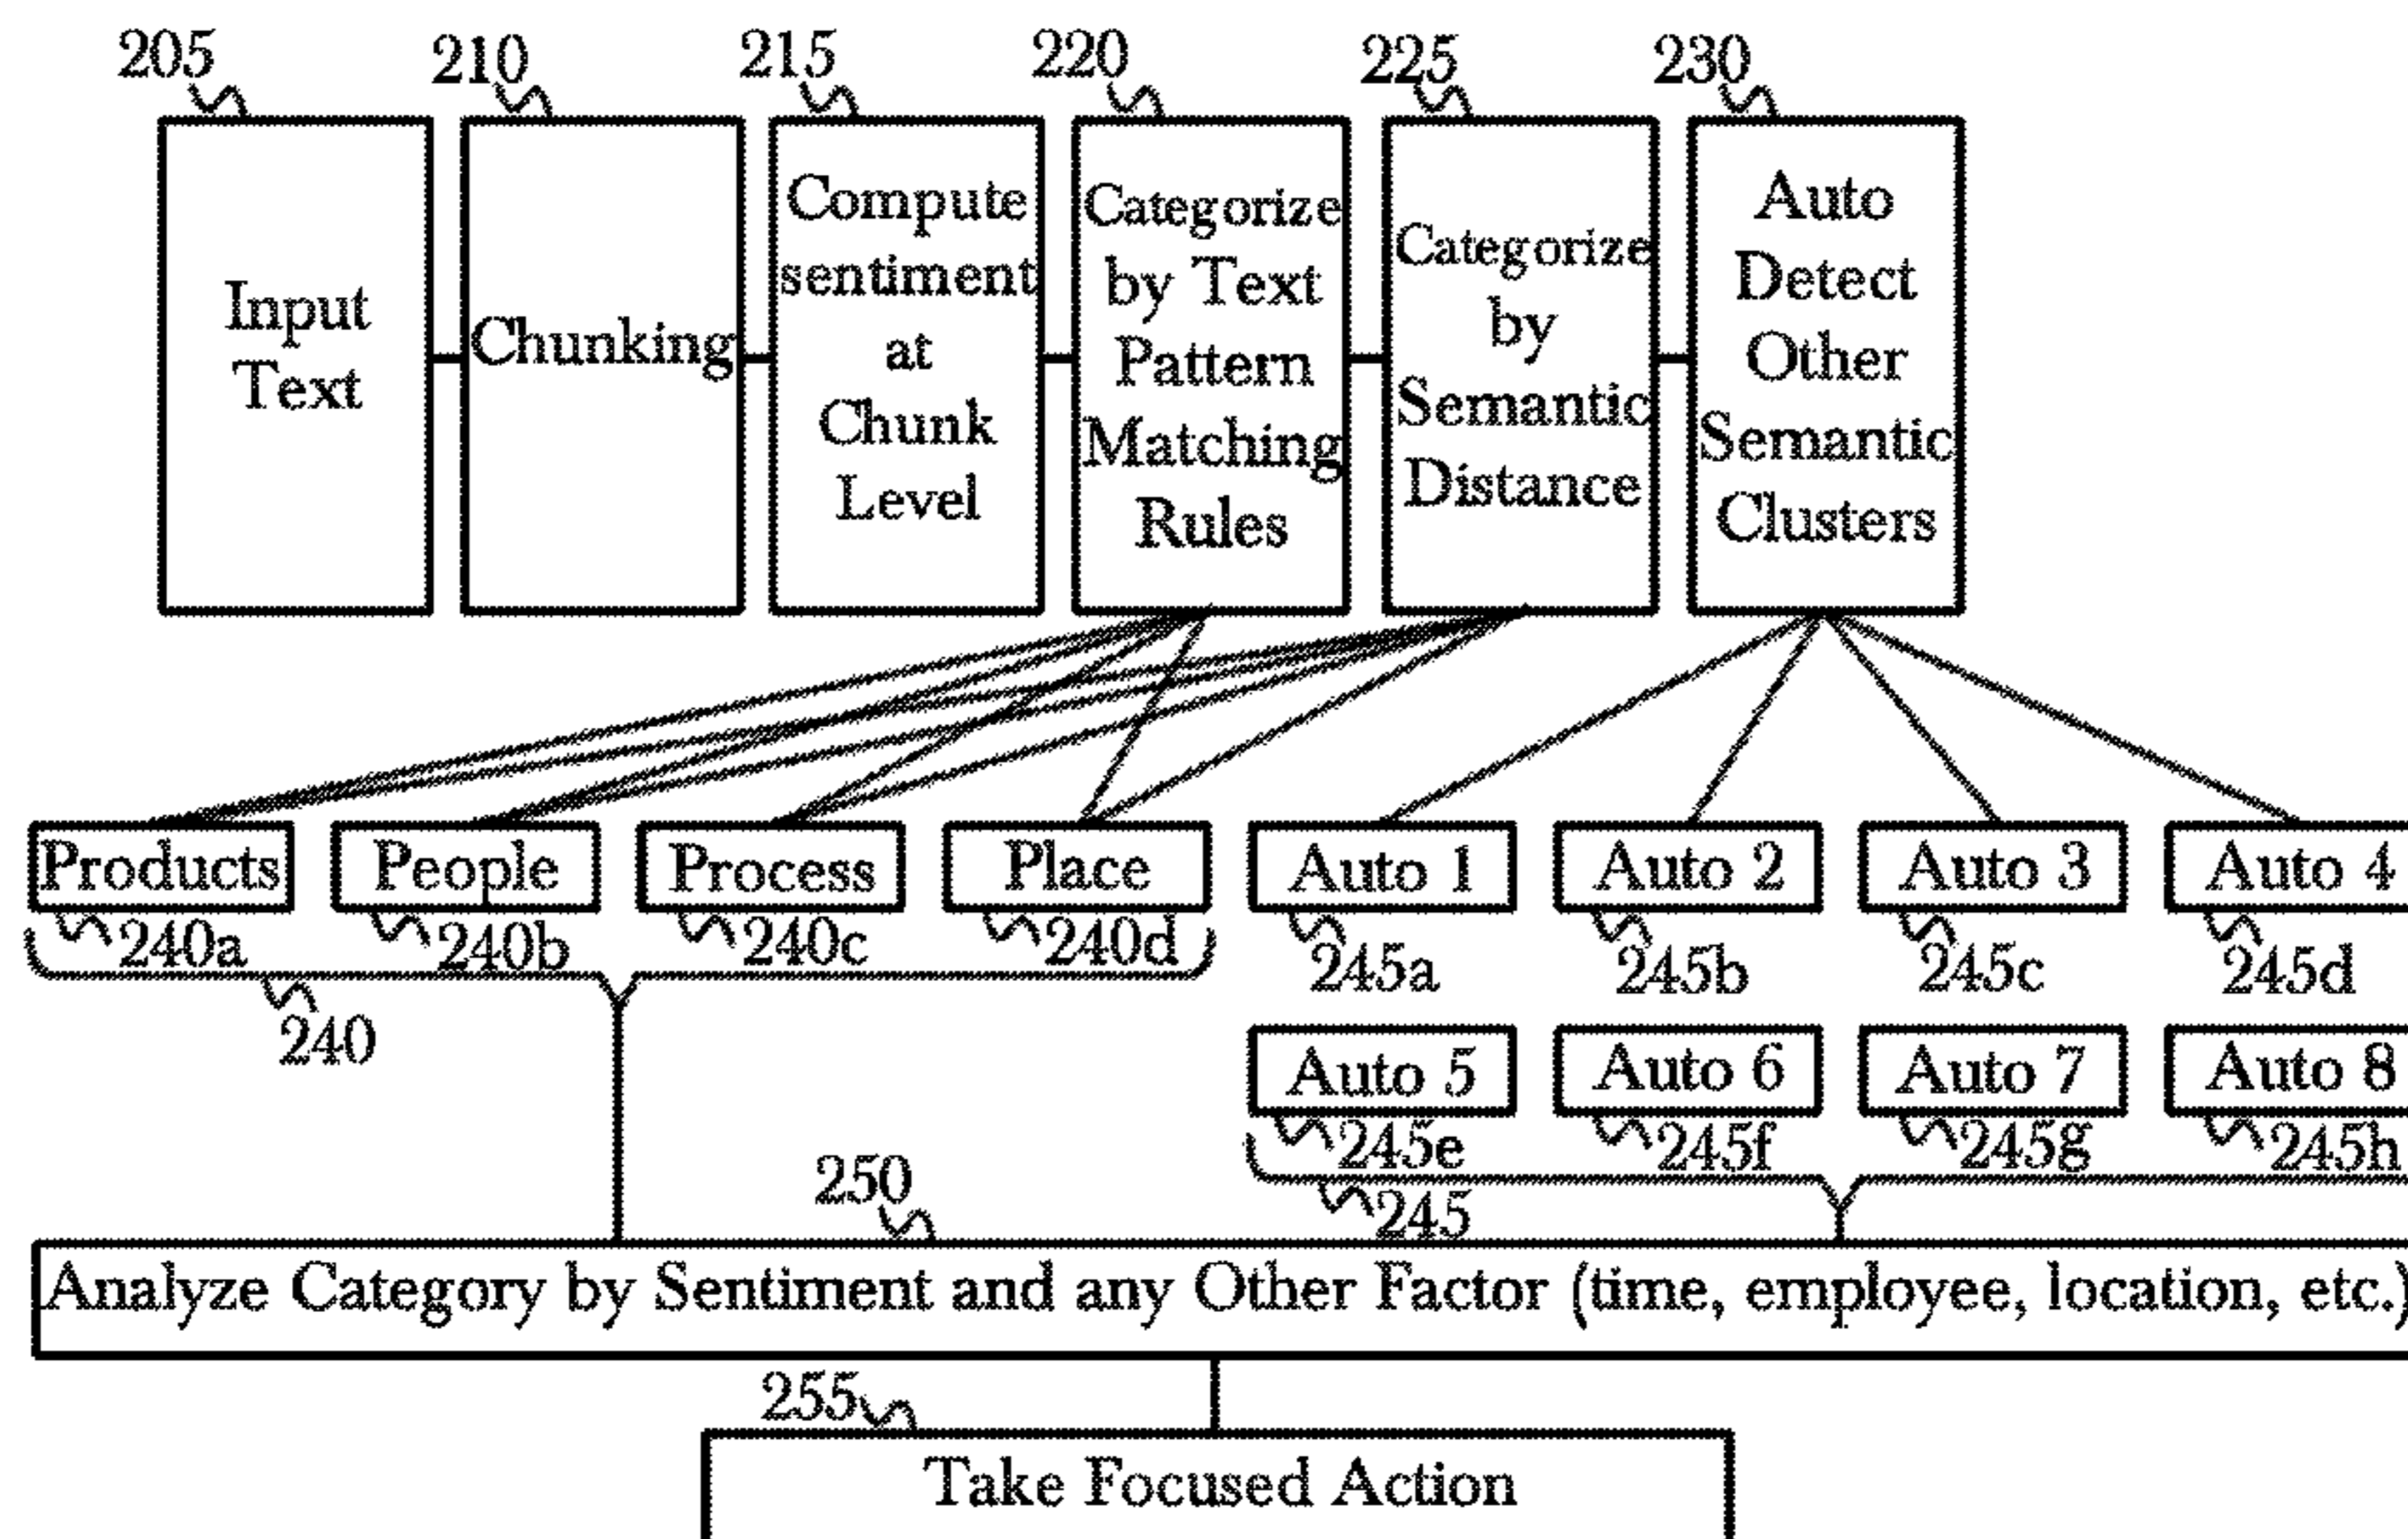 205 210 215 220 225 230
Input
Text
Chunking
Compute
sentiment
at
Chunk
Level
Categorize
by Text
Pattern
Matching
Rules
Categorize
by
Semantic
Distance
Auto
Detect
Other
Semantic
Clusters
Products People Process Place Auto 1 Auto 2 Auto 3 Auto 4
240a 240b 240c 240d 245a 245b 245c 245d
240
Auto 5 Auto 6 Auto 7 Auto 8
245e 245f 245g 245h
250 245
Analyze Category by Sentiment and any Other Factor (time, employee, location, etc.)
255
Take Focused Action